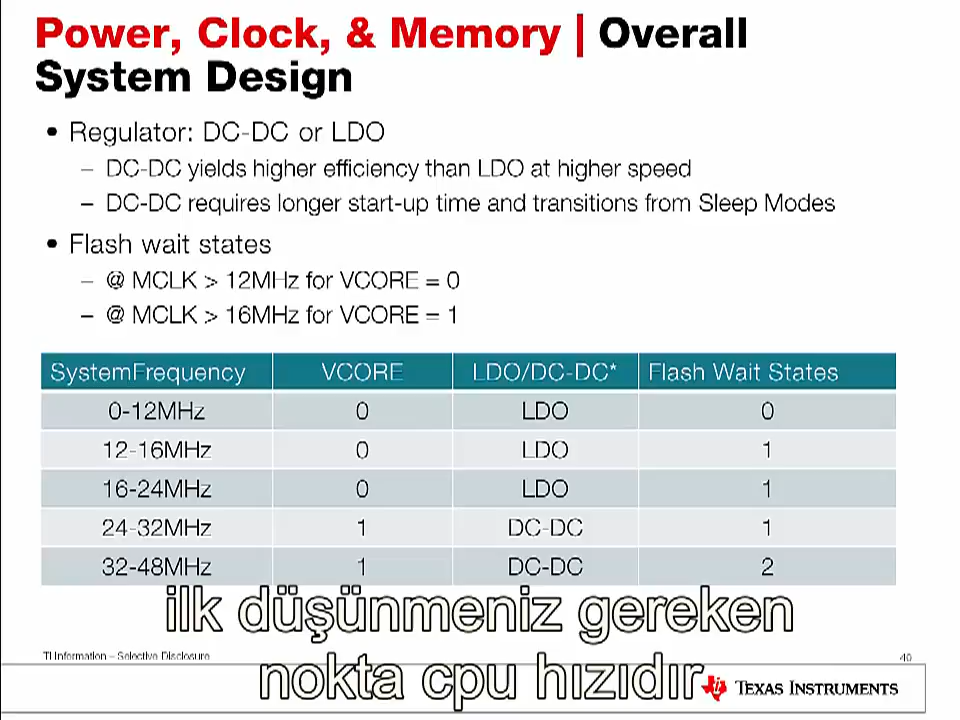 Power, Clock, & Memory | Overall
System Design
• Regulator: DC-DC or LDO
– DC-DC yields higher efficiency than LDO at higher speed
– DC-DC requires longer start-up time and transitions from Sleep Modes
• Flash wait states
– @ MCLK > 12MHz for VCORE = 0
– @ MCLK > 16MHz for VCORE = 1
SystemFrequency VCORE LDO/DC-DC* Flash Wait States
0-12MHz 0 LDO 0
12-16MHz 0 LDO 1
16-24MHz 0 LDO 1
24-32MHz 1 DC-DC 1
32-48MHz 1 DC-DC 2
ilk düşünmeniz gereken
nokta cpu hızıdır
TI Information – Selective Disclosure
40
TEXAS INSTRUMENTS